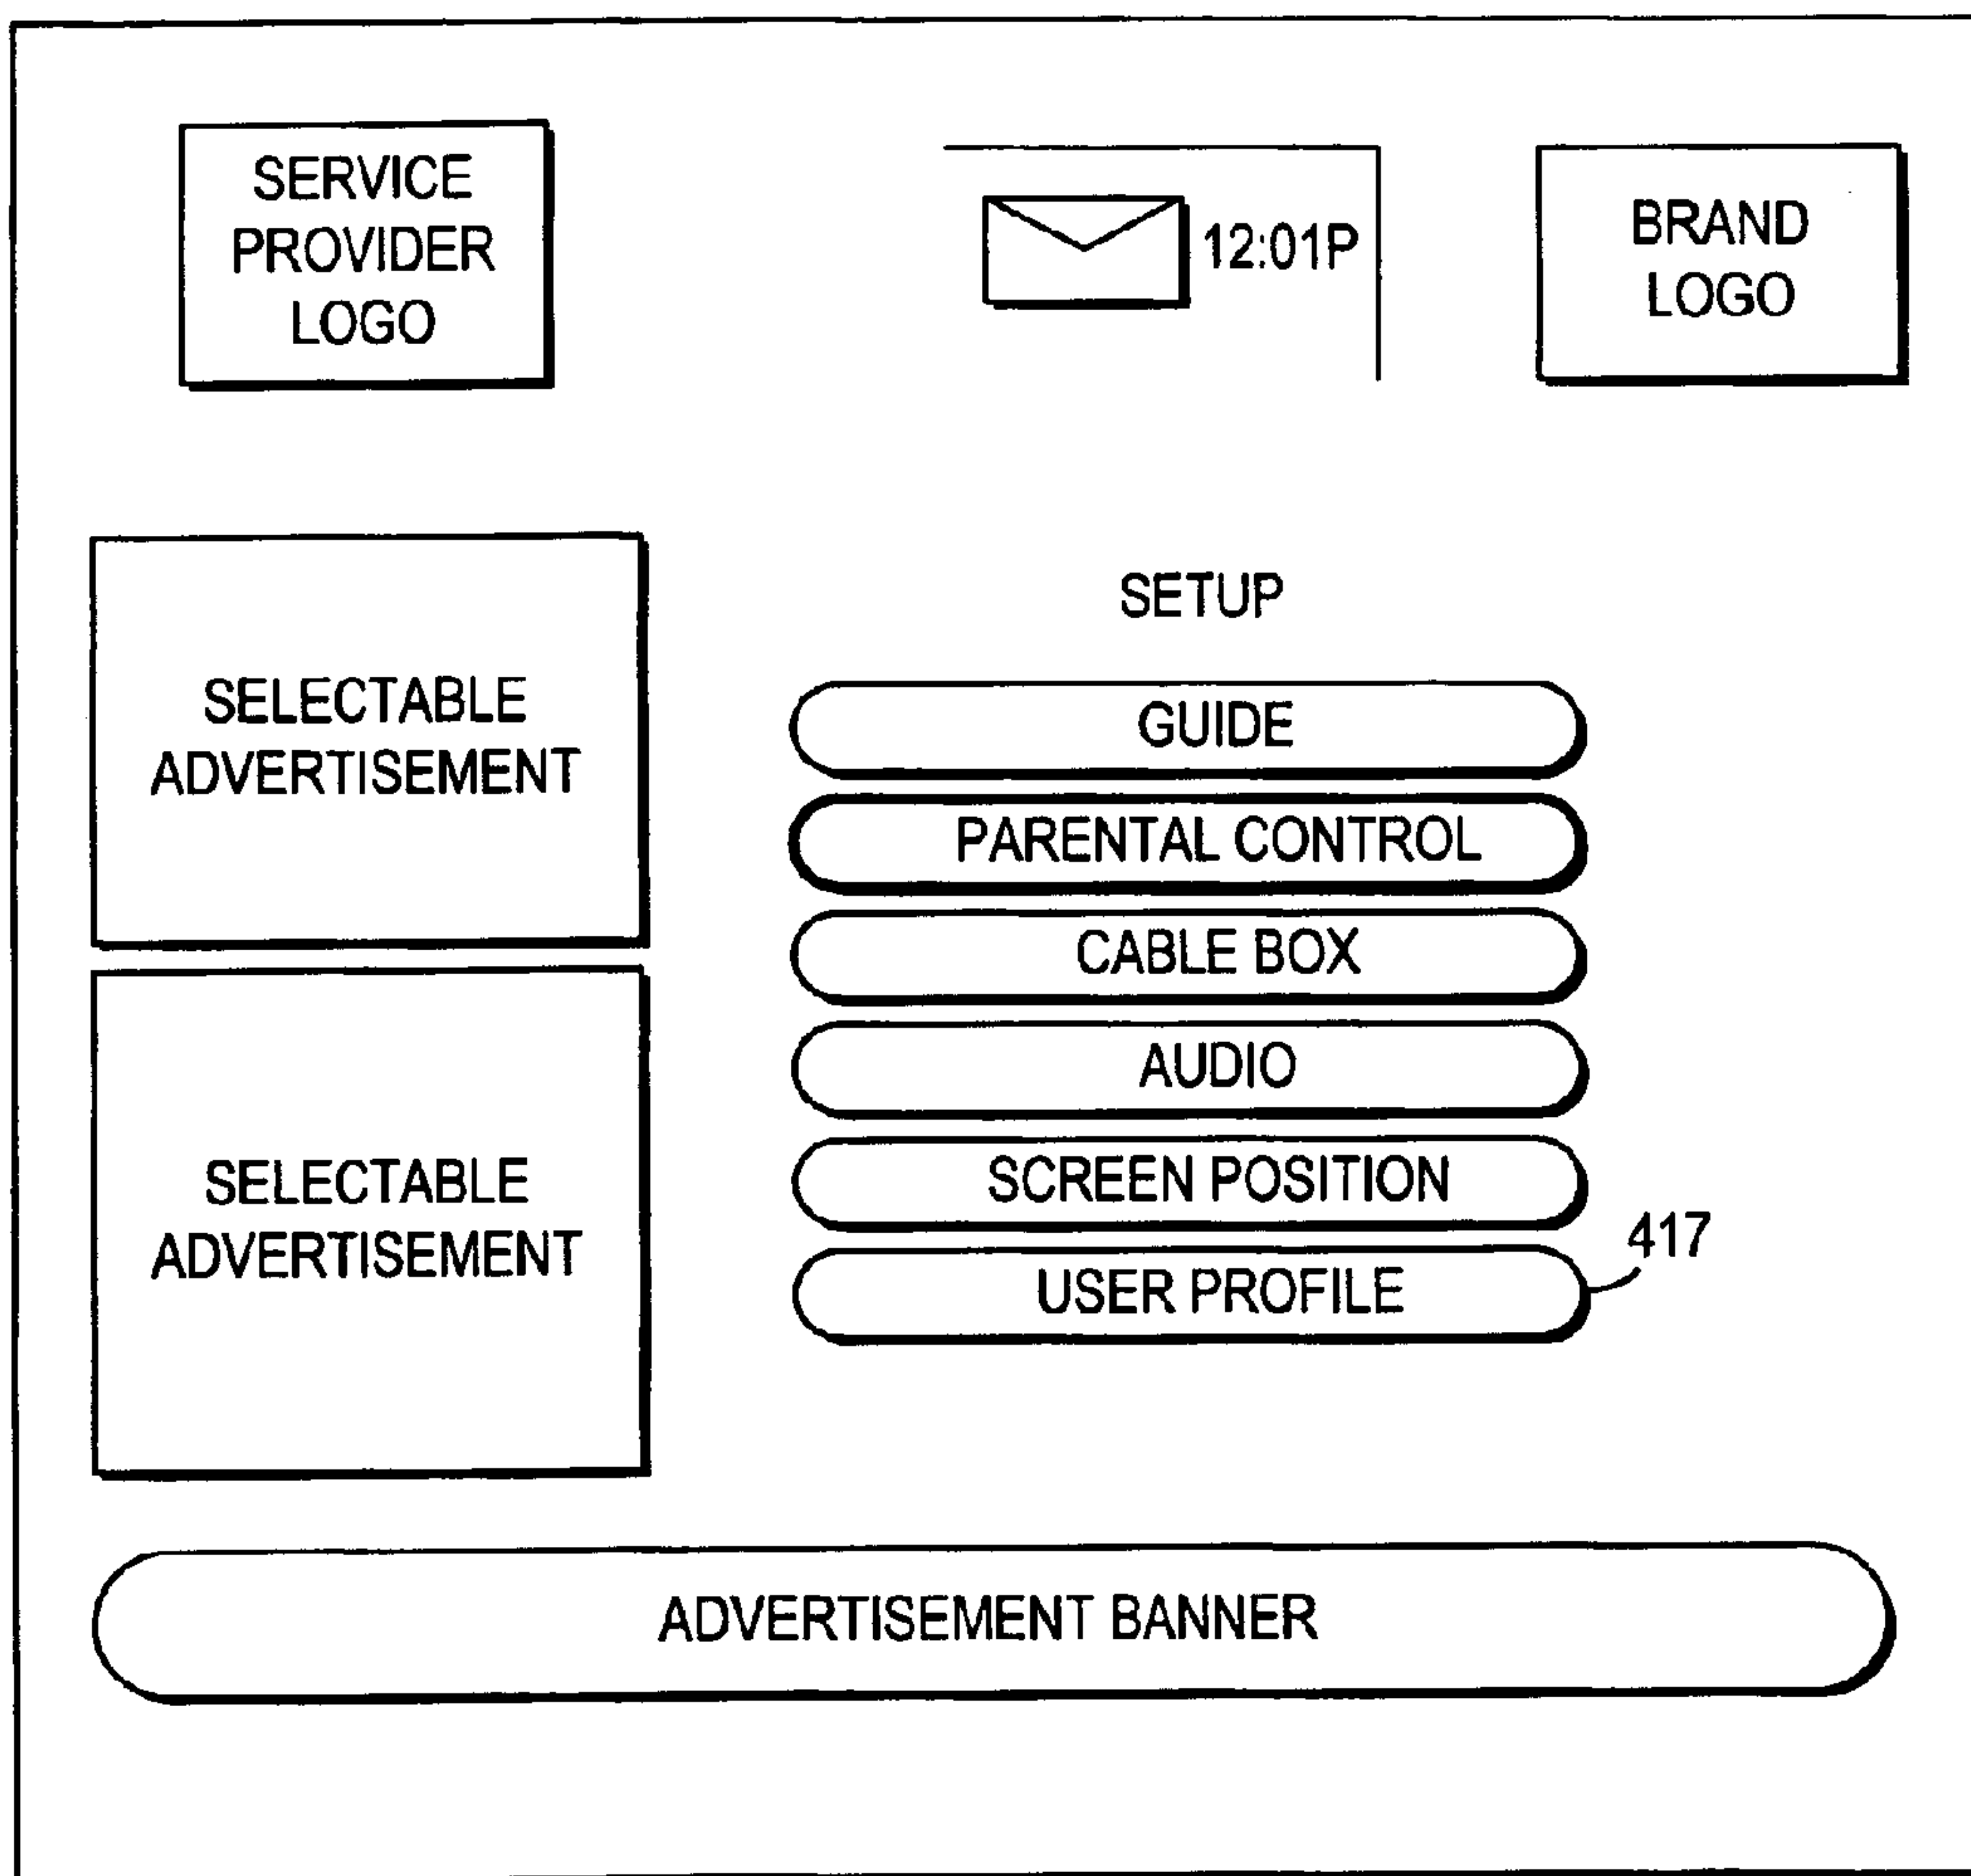 SERVICE
PROVIDER
LOGO
12:01P
BRAND
LOGO
SELECTABLE
ADVERTISEMENT
SELECTABLE
ADVERTISEMENT
SETUP
GUIDE
PARENTAL CONTROL
CABLE BOX
AUDIO
SCREEN POSITION
USER PROFILE
417
ADVERTISEMENT BANNER